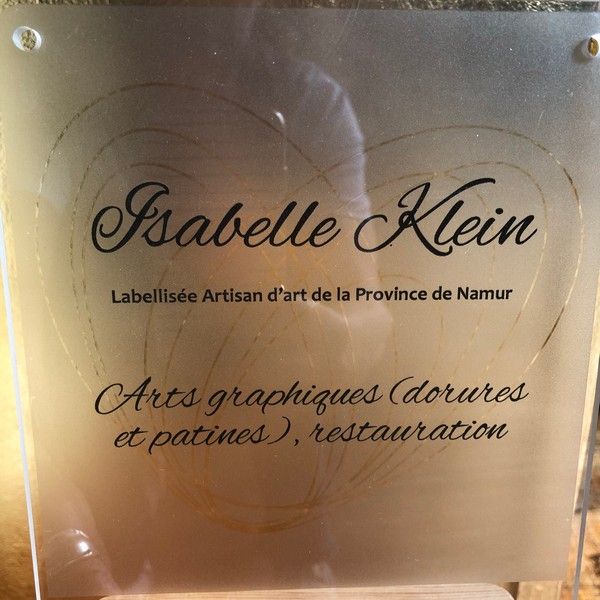 Isabelle Klein
Labellisée Artisan d'art de la Province de Namur
Arts graphiques (dorures
et patines), restauration